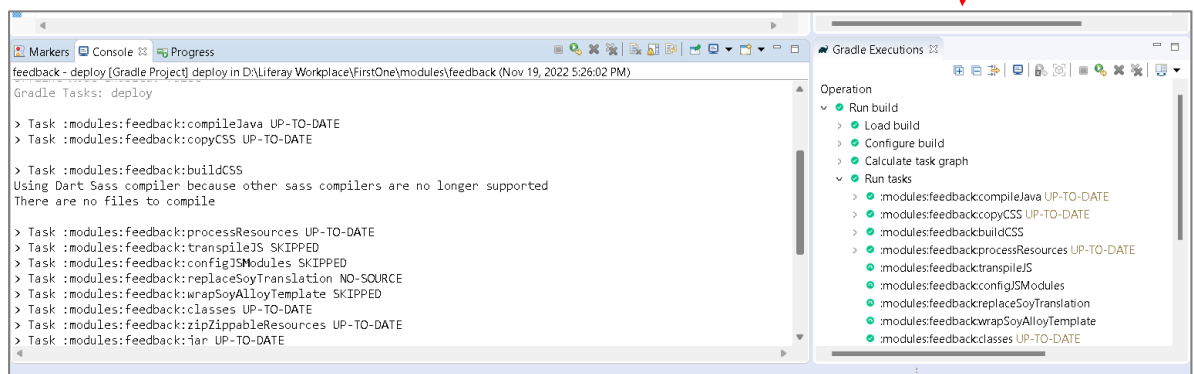 Markers Console Progress
feedback - deploy [Gradle Project] deploy in D:\Liferay Workplace\FirstOne\modules\feedback (Nov 19, 2022 5:26:02 PM)
Gradle Tasks: deploy
> Task :modules:feedback:compileJava UP-TO-DATE
> Task :modules:feedback:copyCSS UP-TO-DATE
> Task :modules:feedback:buildCSS
Using Dart Sass compiler because other sass compilers are no longer supported
There are no files to compile
> Task :modules:feedback:processResources UP-TO-DATE
> Task :modules:feedback:transpileJS SKIPPED
> Task :modules:feedback:configJSModules SKIPPED
> Task :modules:feedback:replaceSoyTranslation NO-SOURCE
> Task :modules:feedback:wrapSoyAlloyTemplate SKIPPED
> Task :modules:feedback:classes UP-TO-DATE
> Task :modules:feedback:zipZippableResources UP-TO-DATE
> Task :modules:feedback:jar UP-TO-DATE
Gradle Executions
Operation
Run build
Load build
Configure build
Calculate task graph
Run tasks
:modules:feedback:compileJava UP-TO-DATE
:modules:feedback:copyCSS UP-TO-DATE
:modules:feedback:buildCSS
:modules:feedback:processResources UP-TO-DATE
:modules:feedback:transpileJS
:modules:feedback:configJSModules
:modules:feedback:replaceSoyTranslation
:modules:feedback:wrapSoyAlloyTemplate
:modules:feedback:classes UP-TO-DATE